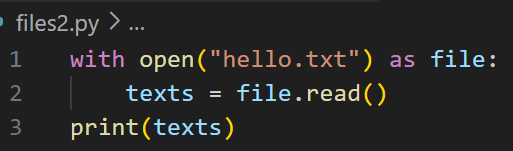 files2.py > ...
1 with open("hello.txt") as file:
2     texts = file.read()
3 print(texts)